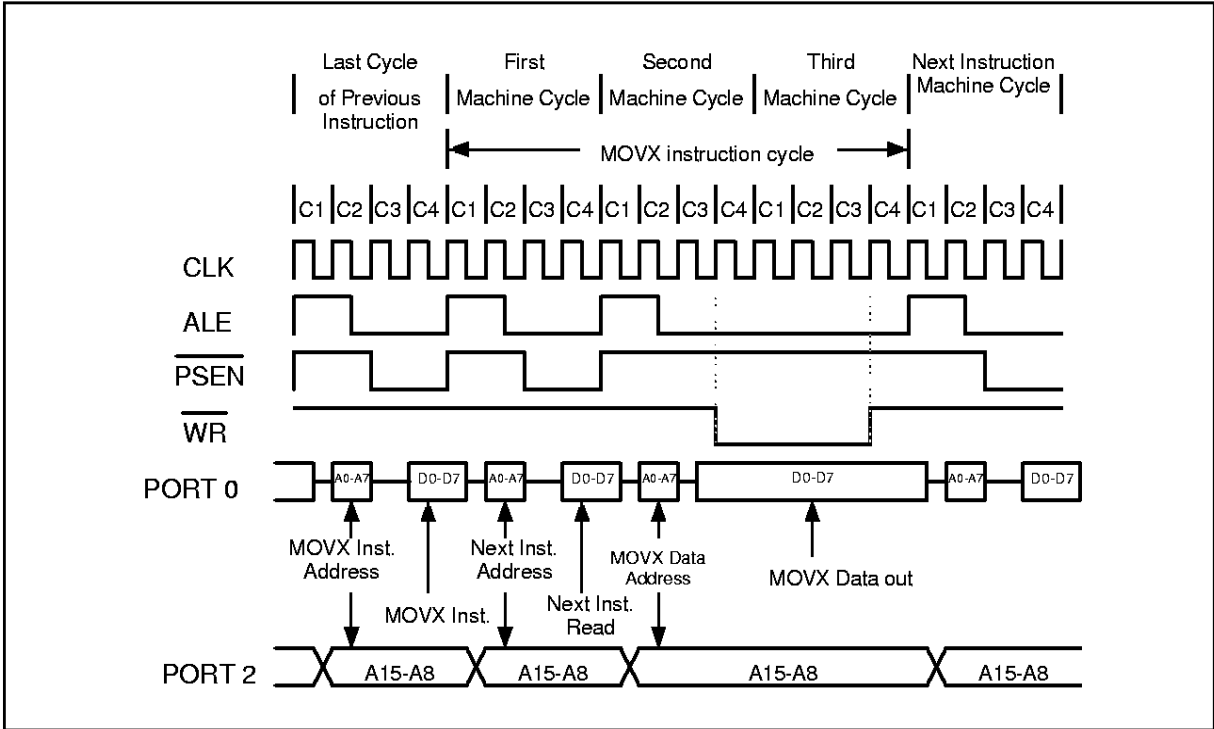 Last Cycle of Previous Instruction
First Machine Cycle
Second Machine Cycle
Third Machine Cycle
Next Instruction Machine Cycle
MOVX instruction cycle
C1 C2 C3 C4 C1 C2 C3 C4 C1 C2 C3 C4 C1 C2 C3 C4 C1 C2 C3 C4
CLK
ALE
PSEN
WR
PORT 0
A0-A7 D0-D7 A0-A7 D0-D7 A0-A7 D0-D7 A0-A7 D0-D7
MOVX Inst. Address
MOVX Inst.
Next Inst. Address
Next Inst. Read
MOVX Data Address
MOVX Data out
PORT 2
A15-A8 A15-A8 A15-A8 A15-A8